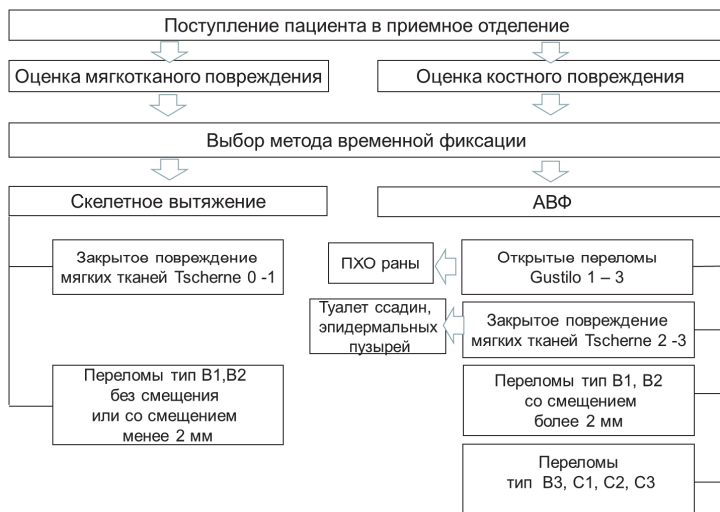 Поступление пациента в приемное отделение
Оценка мягкотканого повреждения
Оценка костного повреждения
Выбор метода временной фиксации
Скелетное вытяжение
АВФ
Закрытое повреждение
мягких тканей Tscherne 0 -1
ПХО раны
Открытые переломы
Gustilo 1 – 3
Туалет ссадин,
эпидермальных
пузырей
Закрытое повреждение
мягких тканей Tscherne 2 -3
Переломы тип В1,В2
без смещения
или со смещением
менее 2 мм
Переломы тип В1, В2
со смещением
более 2 мм
Переломы
тип В3, С1, С2, С3